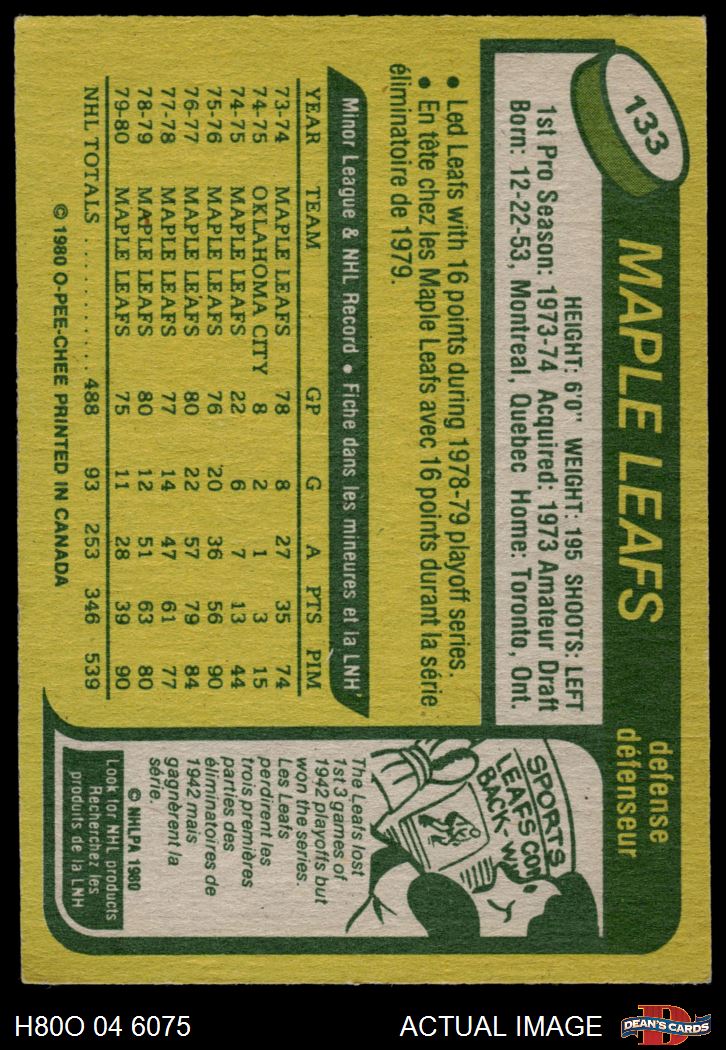 133
MAPLE LEAFS
defense
défenseur
HEIGHT: 6'0" WEIGHT: 195 SHOOTS: LEFT
1st Pro Season: 1973-74 Acquired: 1973 Amateur Draft
Born: 12-22-53, Montreal, Quebec Home: Toronto, Ont.
• Led Leafs with 16 points during 1978-79 playoff series.
• En tête chez les Maple Leafs avec 16 points durant la série
éliminatoire de 1979.
Minor League & NHL Record • Fiche dans les mineures et la LNH
YEAR TEAM GP G A PTS PIM
73-74 MAPLE LEAFS 78 8 27 35 74
74-75 OKLAHOMA CITY 8 2 1 3 15
74-75 MAPLE LEAFS 22 6 7 13 44
75-76 MAPLE LEAFS 76 20 36 56 90
76-77 MAPLE LEAFS 80 22 57 79 84
77-78 MAPLE LEAFS 77 14 47 61 77
78-79 MAPLE LEAFS 80 12 51 63 80
79-80 MAPLE LEAFS 75 11 28 39 90
NHL TOTALS .......... 488 93 253 346 539
© 1980 O-PEE-CHEE PRINTED IN CANADA
SPORTS
LEAFS COM
BACK-W
The Leafs lost
1st 3 games of
1942 playoffs but
won the series.
Les Leafs
perdirent les
trois premières
parties des
éliminatoires de
1942 mais
gagnèrent la
série.
© NHLPA 1980
Look for NHL products
Recherchez les
produits de la LNH
H80O 04 6075
ACTUAL IMAGE
D
DEAN'S CARDS